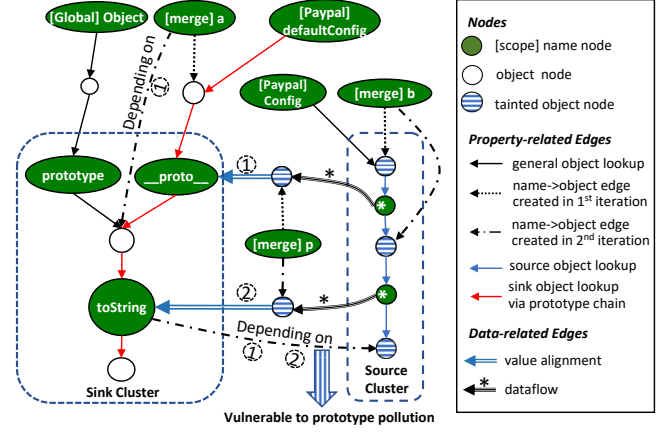 [Global] Object
[merge] a
[Paypal]
defaultConfig
Depending on
1
[Paypal]
Config
[merge] b
prototype
__proto__
1
*
*
[merge] p
toString
2
*
*
Depending on
1
2
Sink Cluster
Source
Cluster
Vulnerable to prototype pollution
Nodes
[scope] name node
object node
tainted object node
Property-related Edges
general object lookup
name->object edge
created in 1st iteration
name->object edge
created in 2nd iteration
source object lookup
sink object lookup
via prototype chain
Data-related Edges
value alignment
*
dataflow